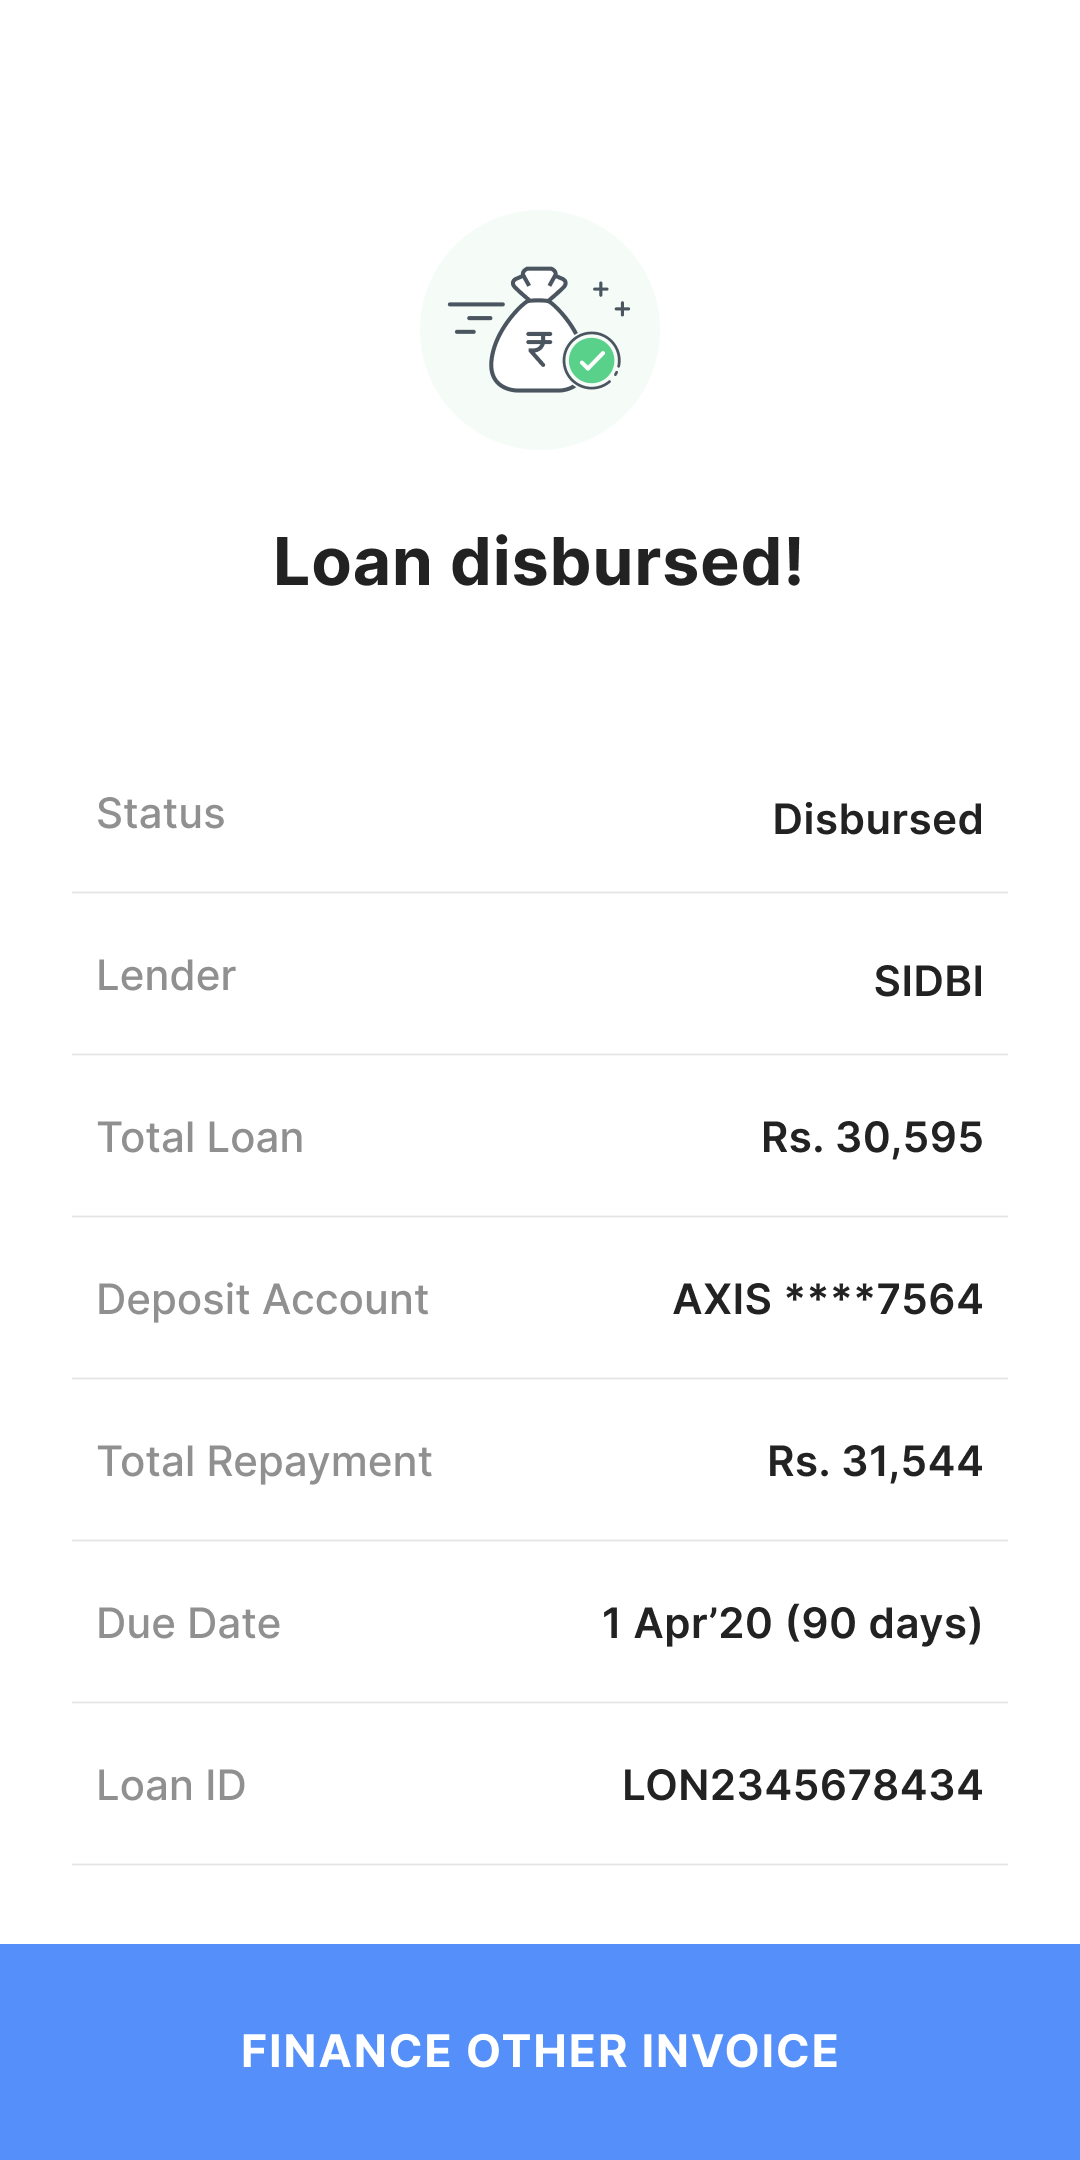 ₹
Loan disbursed!
Status Disbursed
Lender SIDBI
Total Loan Rs. 30,595
Deposit Account AXIS ****7564
Total Repayment Rs. 31,544
Due Date 1 Apr’20 (90 days)
Loan ID LON2345678434
FINANCE OTHER INVOICE